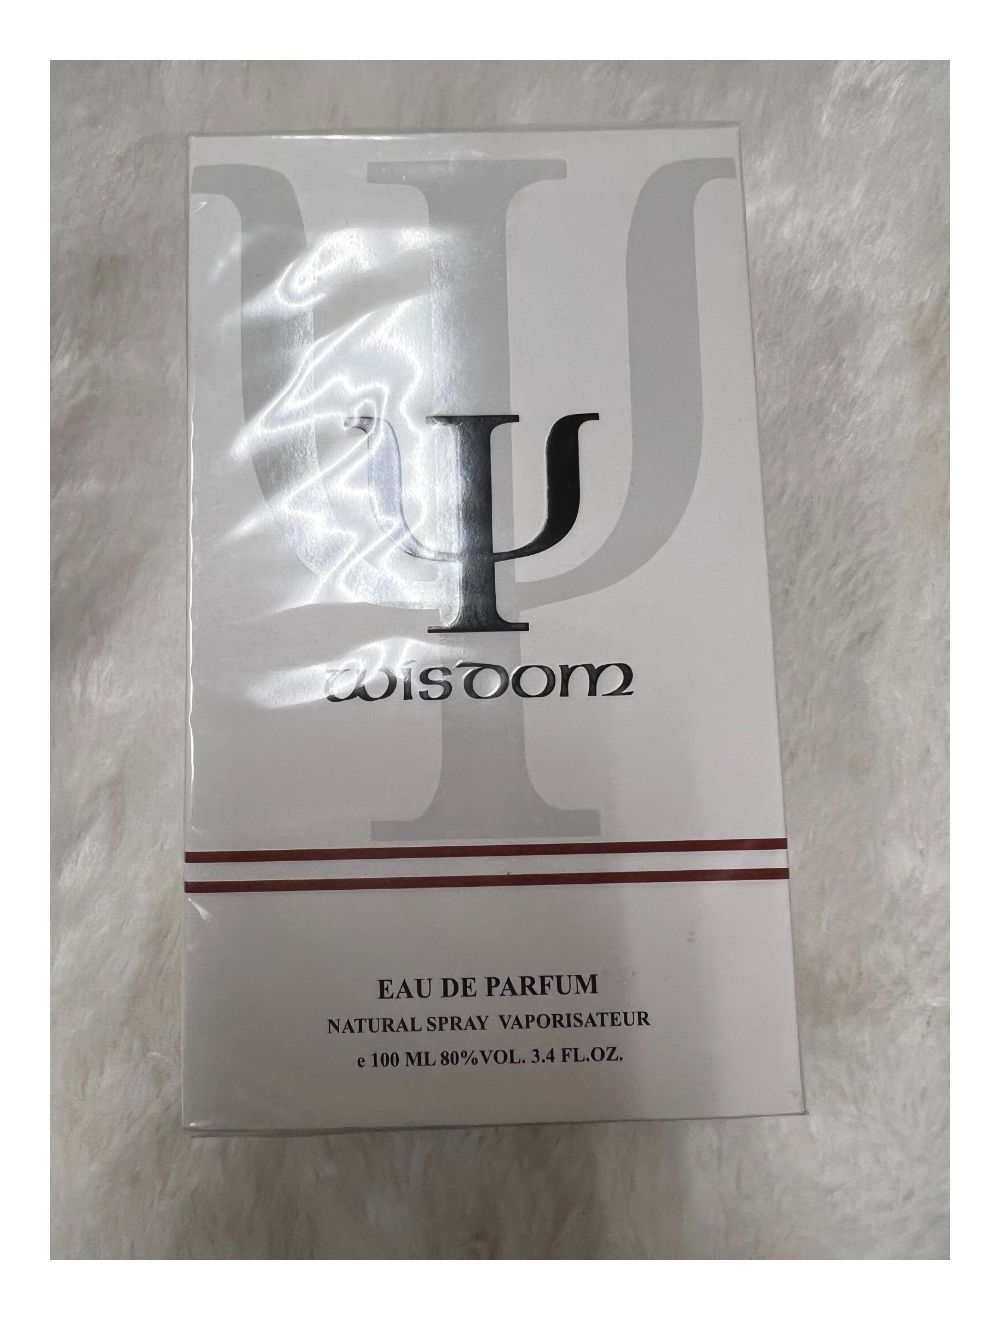 Ψ
wisdom
EAU DE PARFUM
NATURAL SPRAY VAPORISATEUR
e 100 ML 80%VOL. 3.4 FL.OZ.